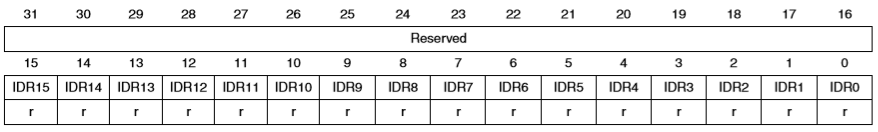 31 30 29 28 27 26 25 24 23 22 21 20 19 18 17 16
Reserved
15 14 13 12 11 10 9 8 7 6 5 4 3 2 1 0
IDR15 IDR14 IDR13 IDR12 IDR11 IDR10 IDR9 IDR8 IDR7 IDR6 IDR5 IDR4 IDR3 IDR2 IDR1 IDR0
r r r r r r r r r r r r r r r r